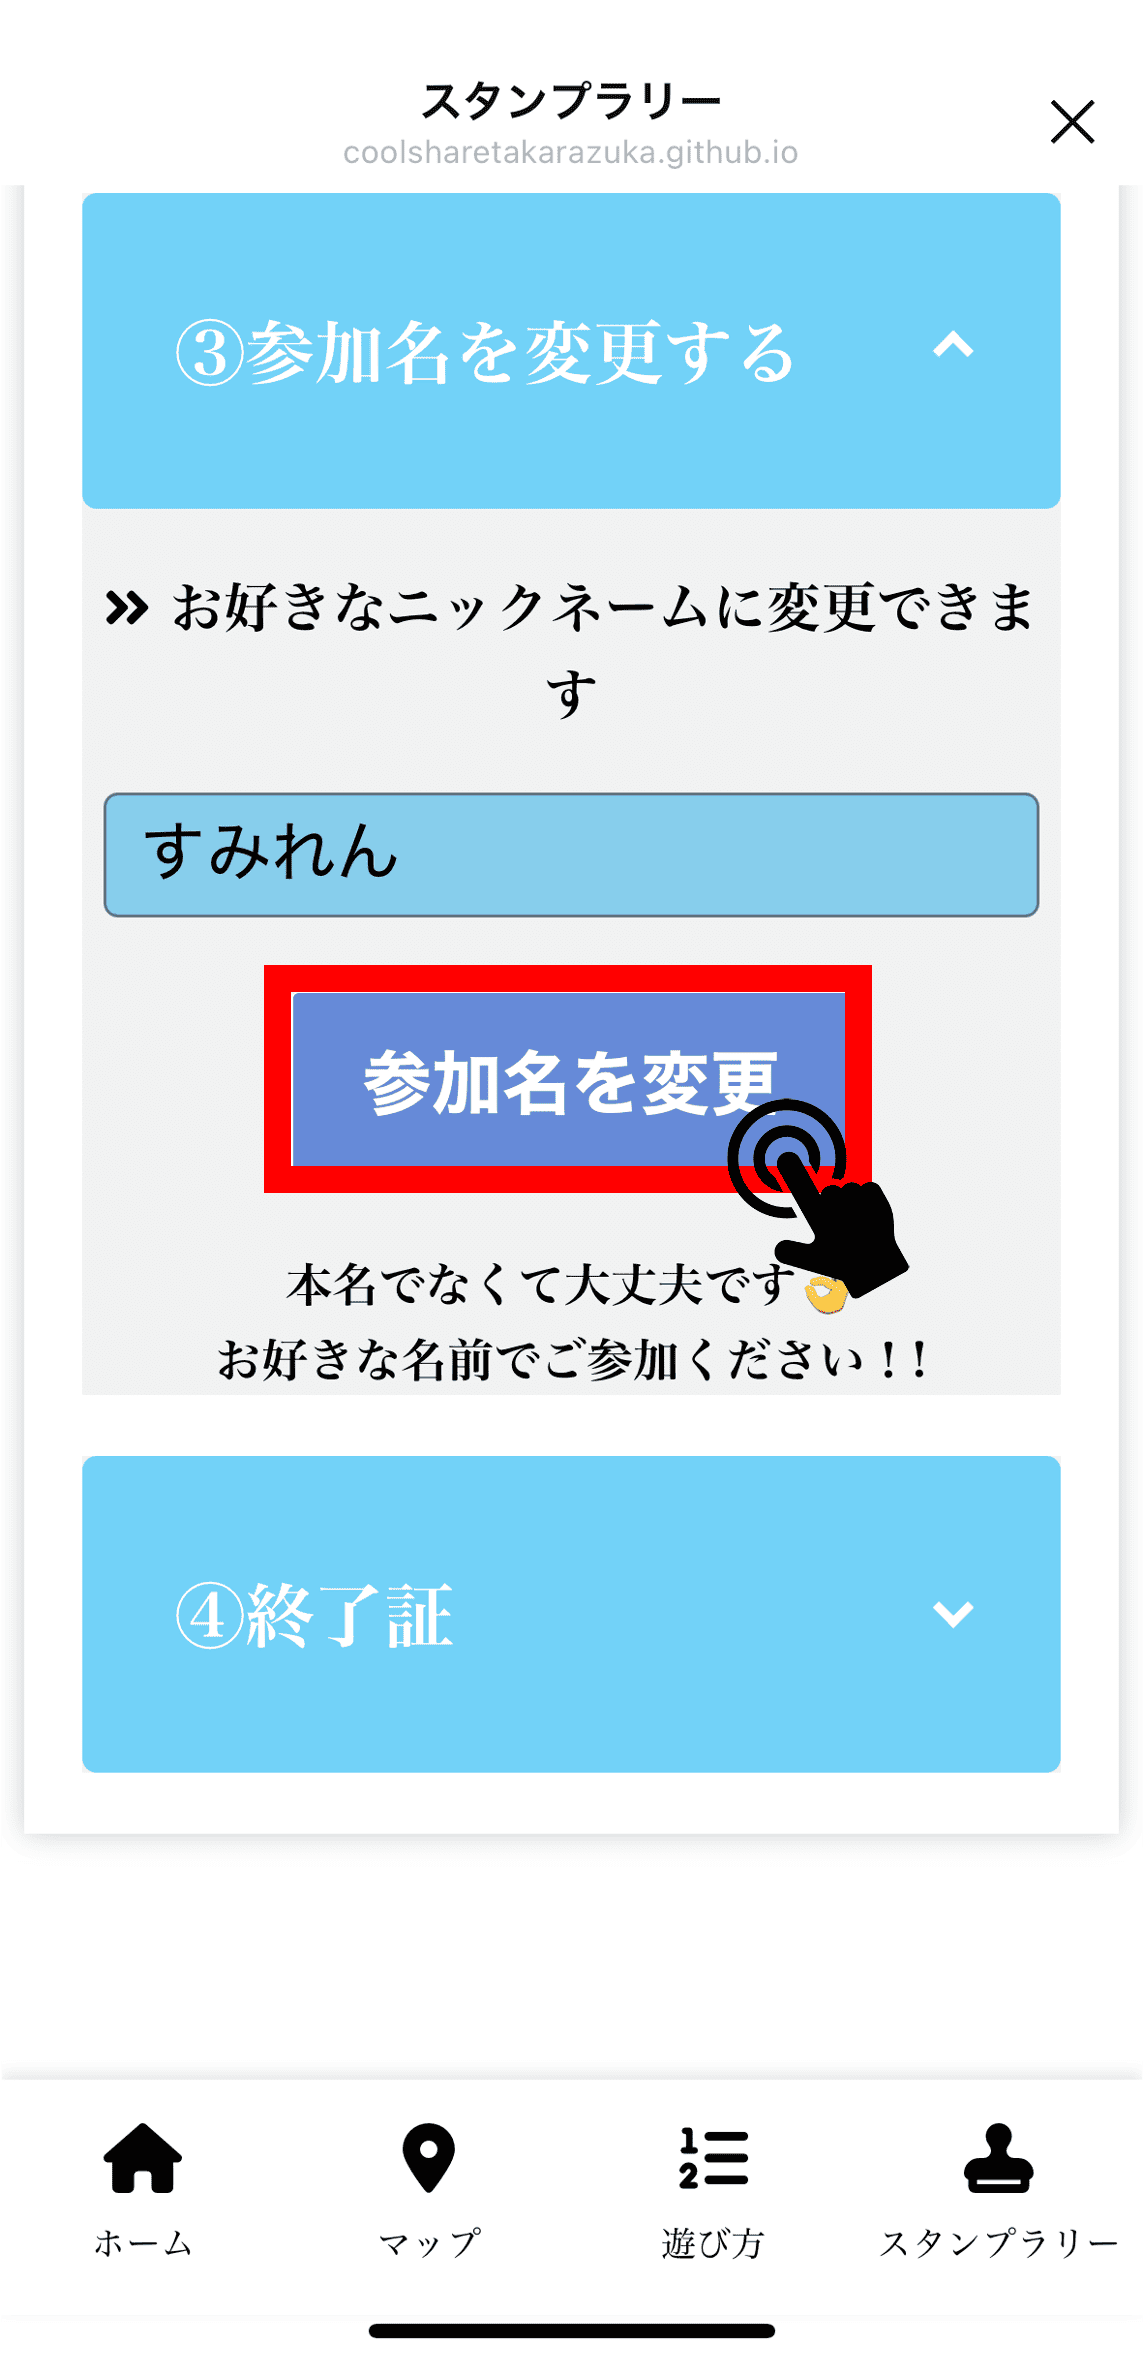 スタンプラリー
coolsharetakarazuka.github.io
③参加名を変更する
お好きなニックネームに変更できま
す
すみれん
参加名を変更
本名でなくて大丈夫です👌
お好きな名前でご参加ください！！
④終了証
ホーム
マップ
遊び方
スタンプラリー